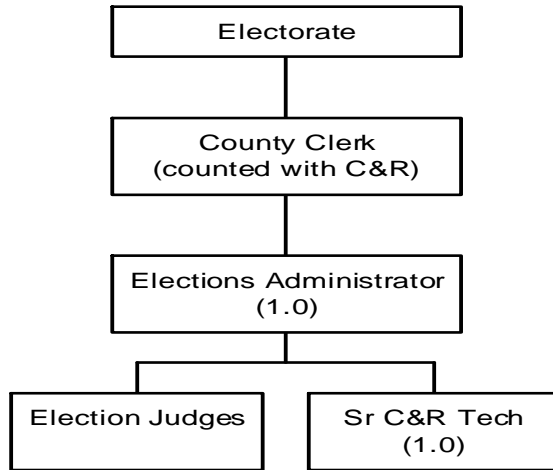 Electorate
County Clerk
(counted with C&R)
Elections Administrator
(1.0)
Election Judges
Sr C&R Tech
(1.0)